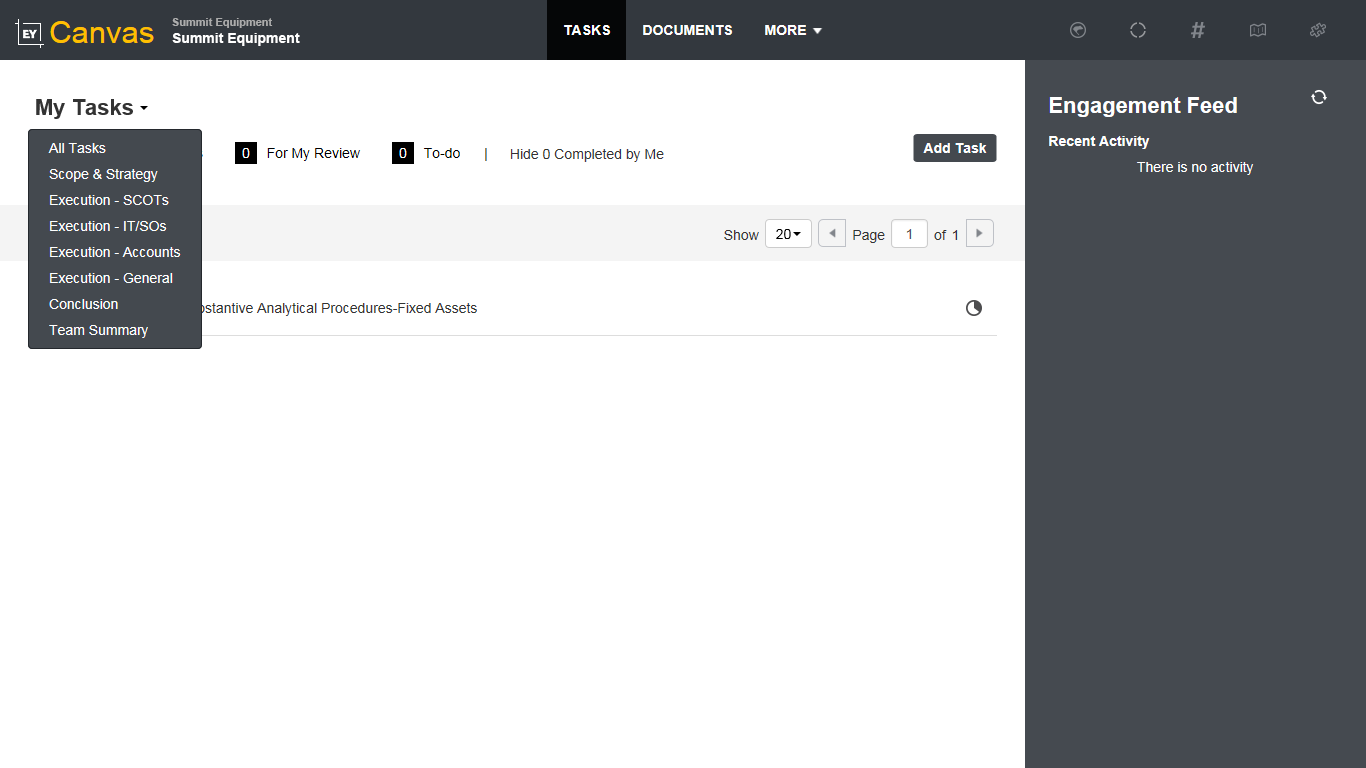 EY Canvas
Summit Equipment
Summit Equipment
TASKS
DOCUMENTS
MORE
#
My Tasks
All Tasks
Scope & Strategy
Execution - SCOTs
Execution - IT/SOs
Execution - Accounts
Execution - General
Conclusion
Team Summary
0 For My Review
0 To-do
|
Hide 0 Completed by Me
Add Task
Show 20 Page 1 of 1
Analytical Procedures-Fixed Assets
Engagement Feed
Recent Activity
There is no activity